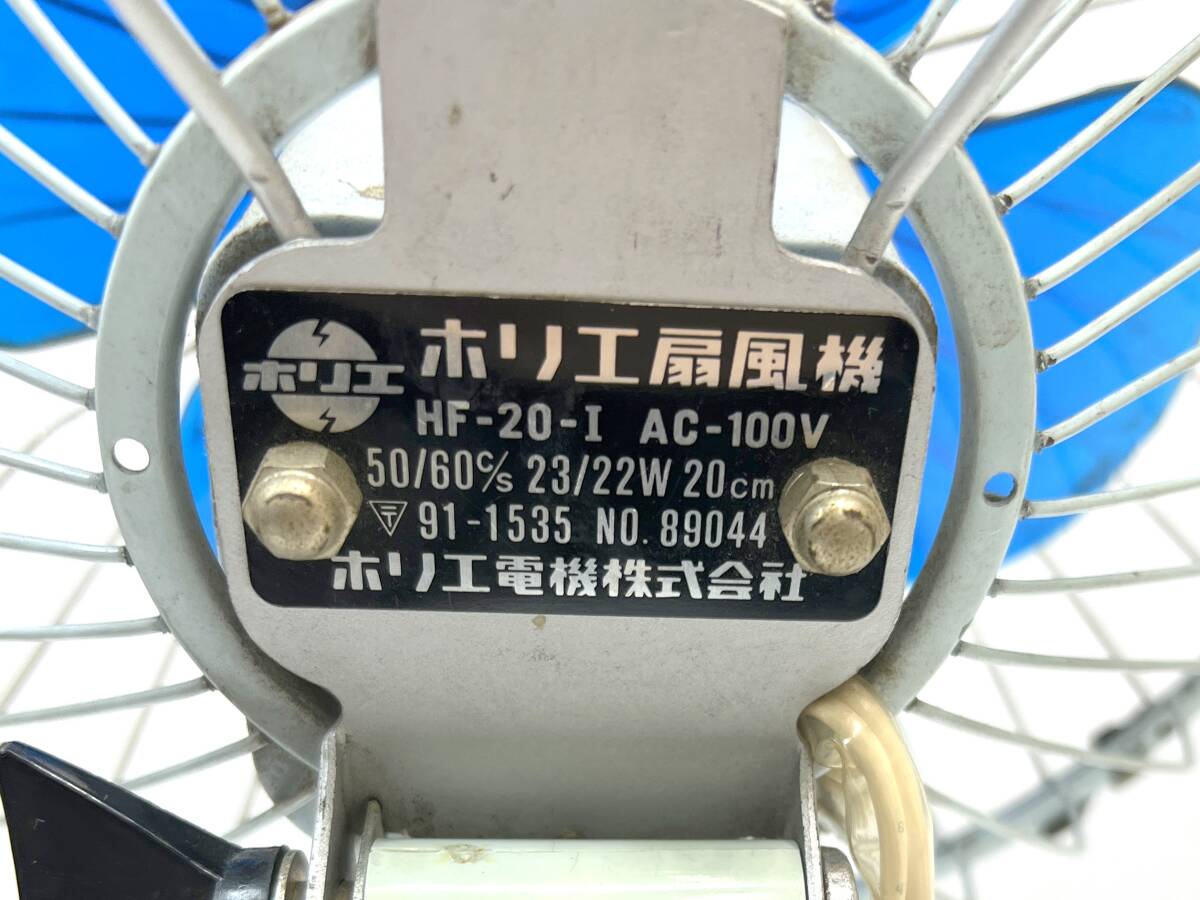 ホリエ
ホリエ扇風機
HF-20-I AC-100V
50/60c/s 23/22W 20cm
〒 91-1535 NO. 89044
ホリエ電機株式会社